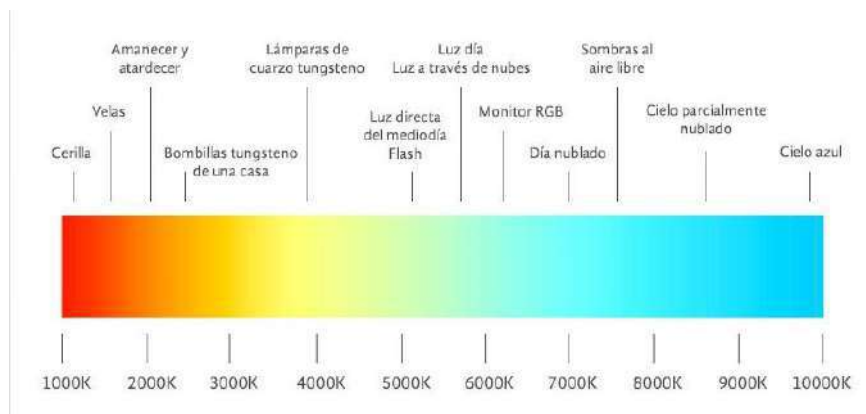 Amanecer y
atardecer
Lámparas de
cuarzo tungsteno
Luz día
Luz a través de nubes
Sombras al
aire libre
Velas
Luz directa
del mediodía
Flash
Monitor RGB
Cielo parcialmente
nublado
Cerilla
Bombillas tungsteno
de una casa
Día nublado
Cielo azul
1000K
2000K
3000K
4000K
5000K
6000K
7000K
8000K
9000K
10000K